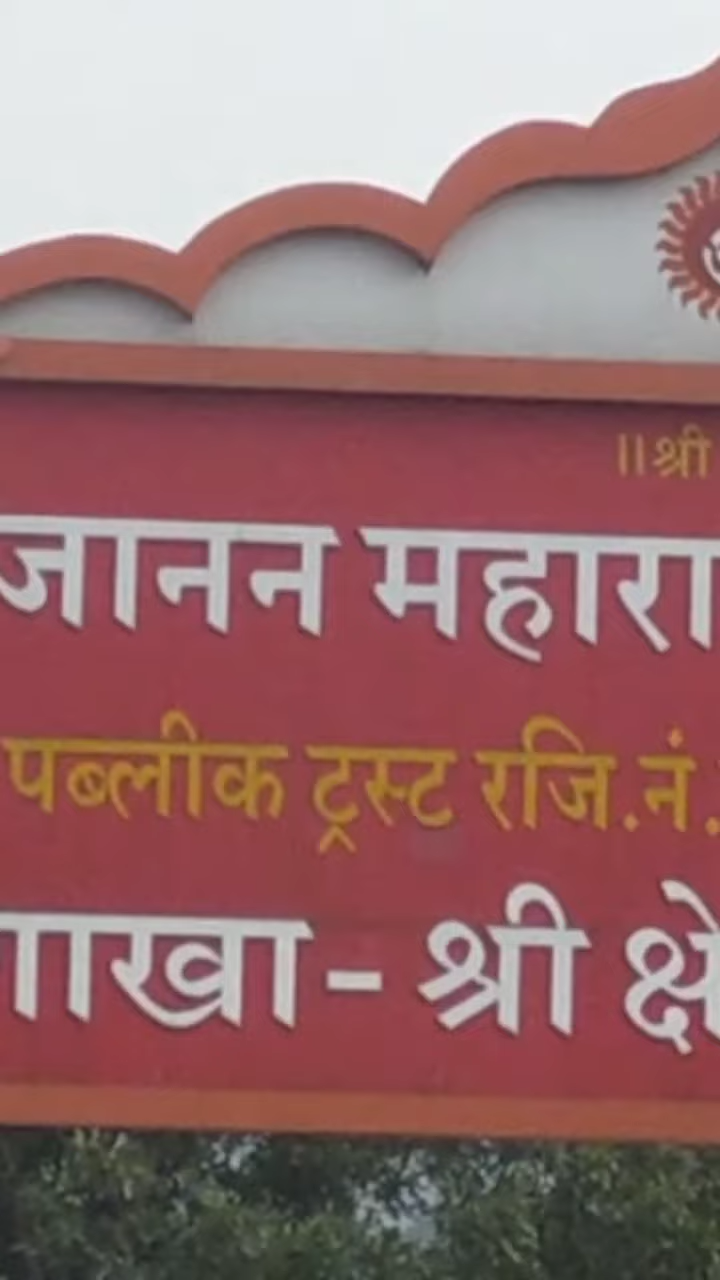 ॥श्री
जानन महारा
पब्लीक ट्रस्ट रजि.नं.
ाखा-श्री क्षे